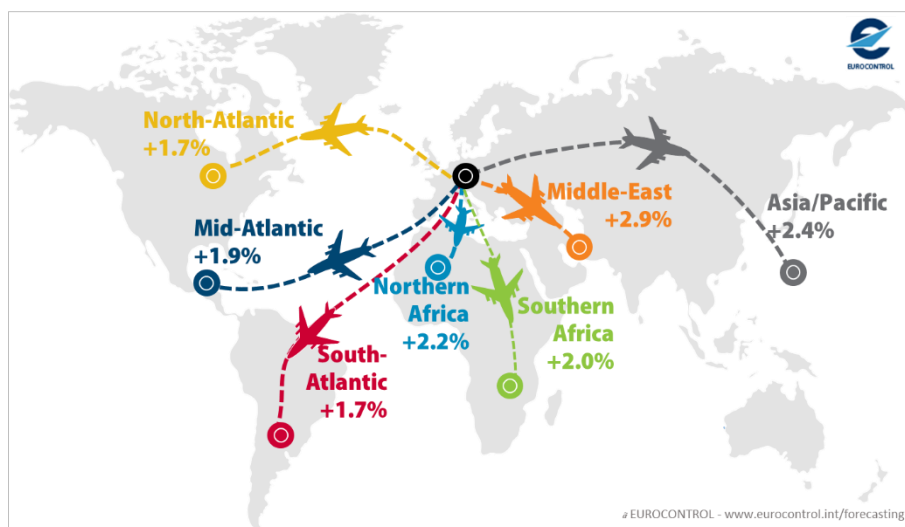 EUROCONTROL
North-Atlantic
+1.7%
Mid-Atlantic
+1.9%
South-
Atlantic
+1.7%
Northern
Africa
+2.2%
Southern
Africa
+2.0%
Middle-East
+2.9%
Asia/Pacific
+2.4%
EUROCONTROL - www.eurocontrol.int/forecasting